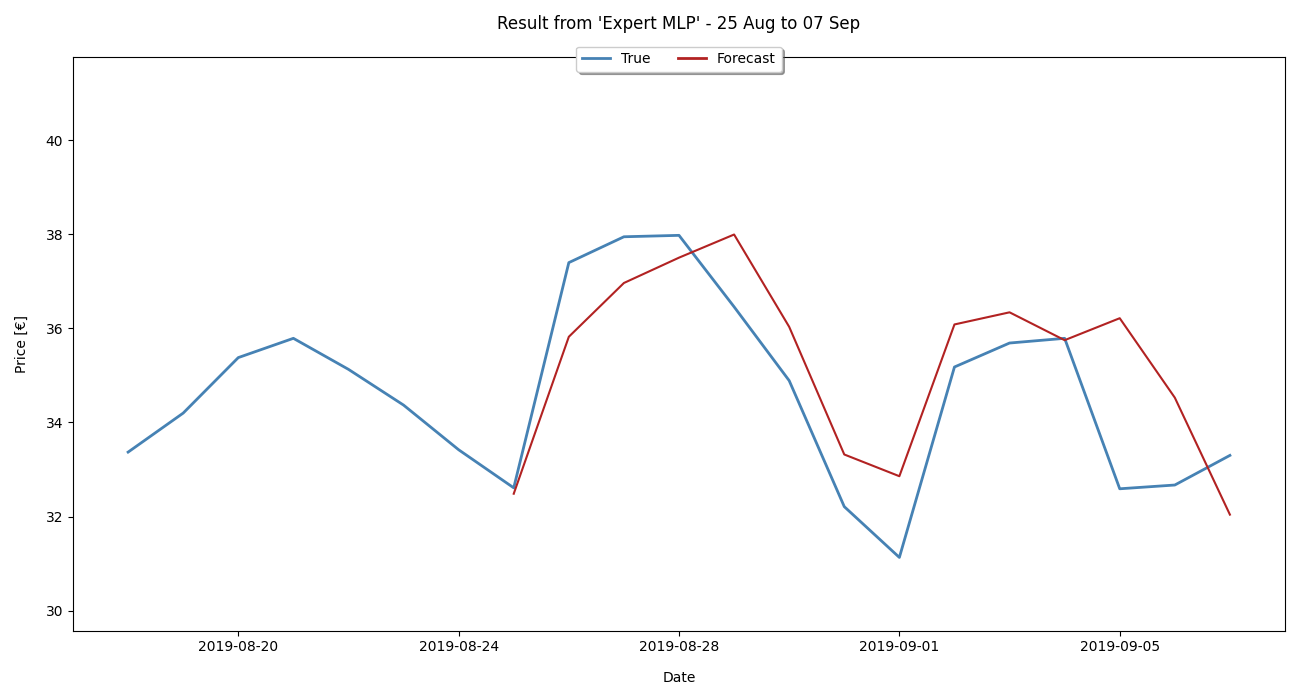 Result from 'Expert MLP' - 25 Aug to 07 Sep
True Forecast
40
38
36
34
32
30
Price [€]
2019-08-20 2019-08-24 2019-08-28 2019-09-01 2019-09-05
Date